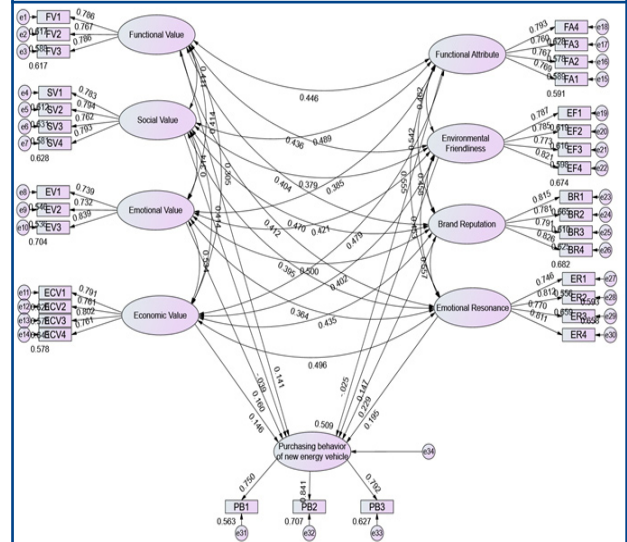 e1 FV1 0.786
e2 FV2 0.767
e3 FV3 0.786
0.617
Functional Value
e4 SV1 0.783
e5 SV2 0.794
e6 SV3 0.762
e7 SV4 0.793
0.628
Social Value
e8 EV1 0.739
e9 EV2 0.732
e10 EV3 0.839
0.704
Emotional Value
e11 ECV1 0.791
ECV2 0.761
ECV3 0.802
ECV4 0.761
0.578
Economic Value
FA4 0.793 e18
FA3 0.760 e17
FA2 0.767 e16
FA1 0.769 e15
0.591
Functional Attribute
EF1 0.787 e19
EF2 0.785 e20
EF3 0.773 e21
EF4 0.821 e22
0.674
Environmental
Friendliness
BR1 0.815 e23
BR2 0.781 e24
BR3 0.791 e25
BR4 0.826 e26
0.682
Brand Reputation
ER1 0.746 e27
ER2 0.812 e28
ER3 0.770 e29
ER4 0.811 e30
Emotional Resonance
0.446
0.436
0.489
0.404
0.379
0.385
0.412
0.470
0.421
0.479
0.395
0.500
0.402
0.364
0.435
0.496
-.039
0.160
0.146
0.141
-.025
0.147
0.229
0.195
0.509
Purchasing behavior
of new energy vehicle
e34
0.750
0.841
0.792
PB1
PB2
PB3
0.563
0.707
0.627
e31
e32
e33